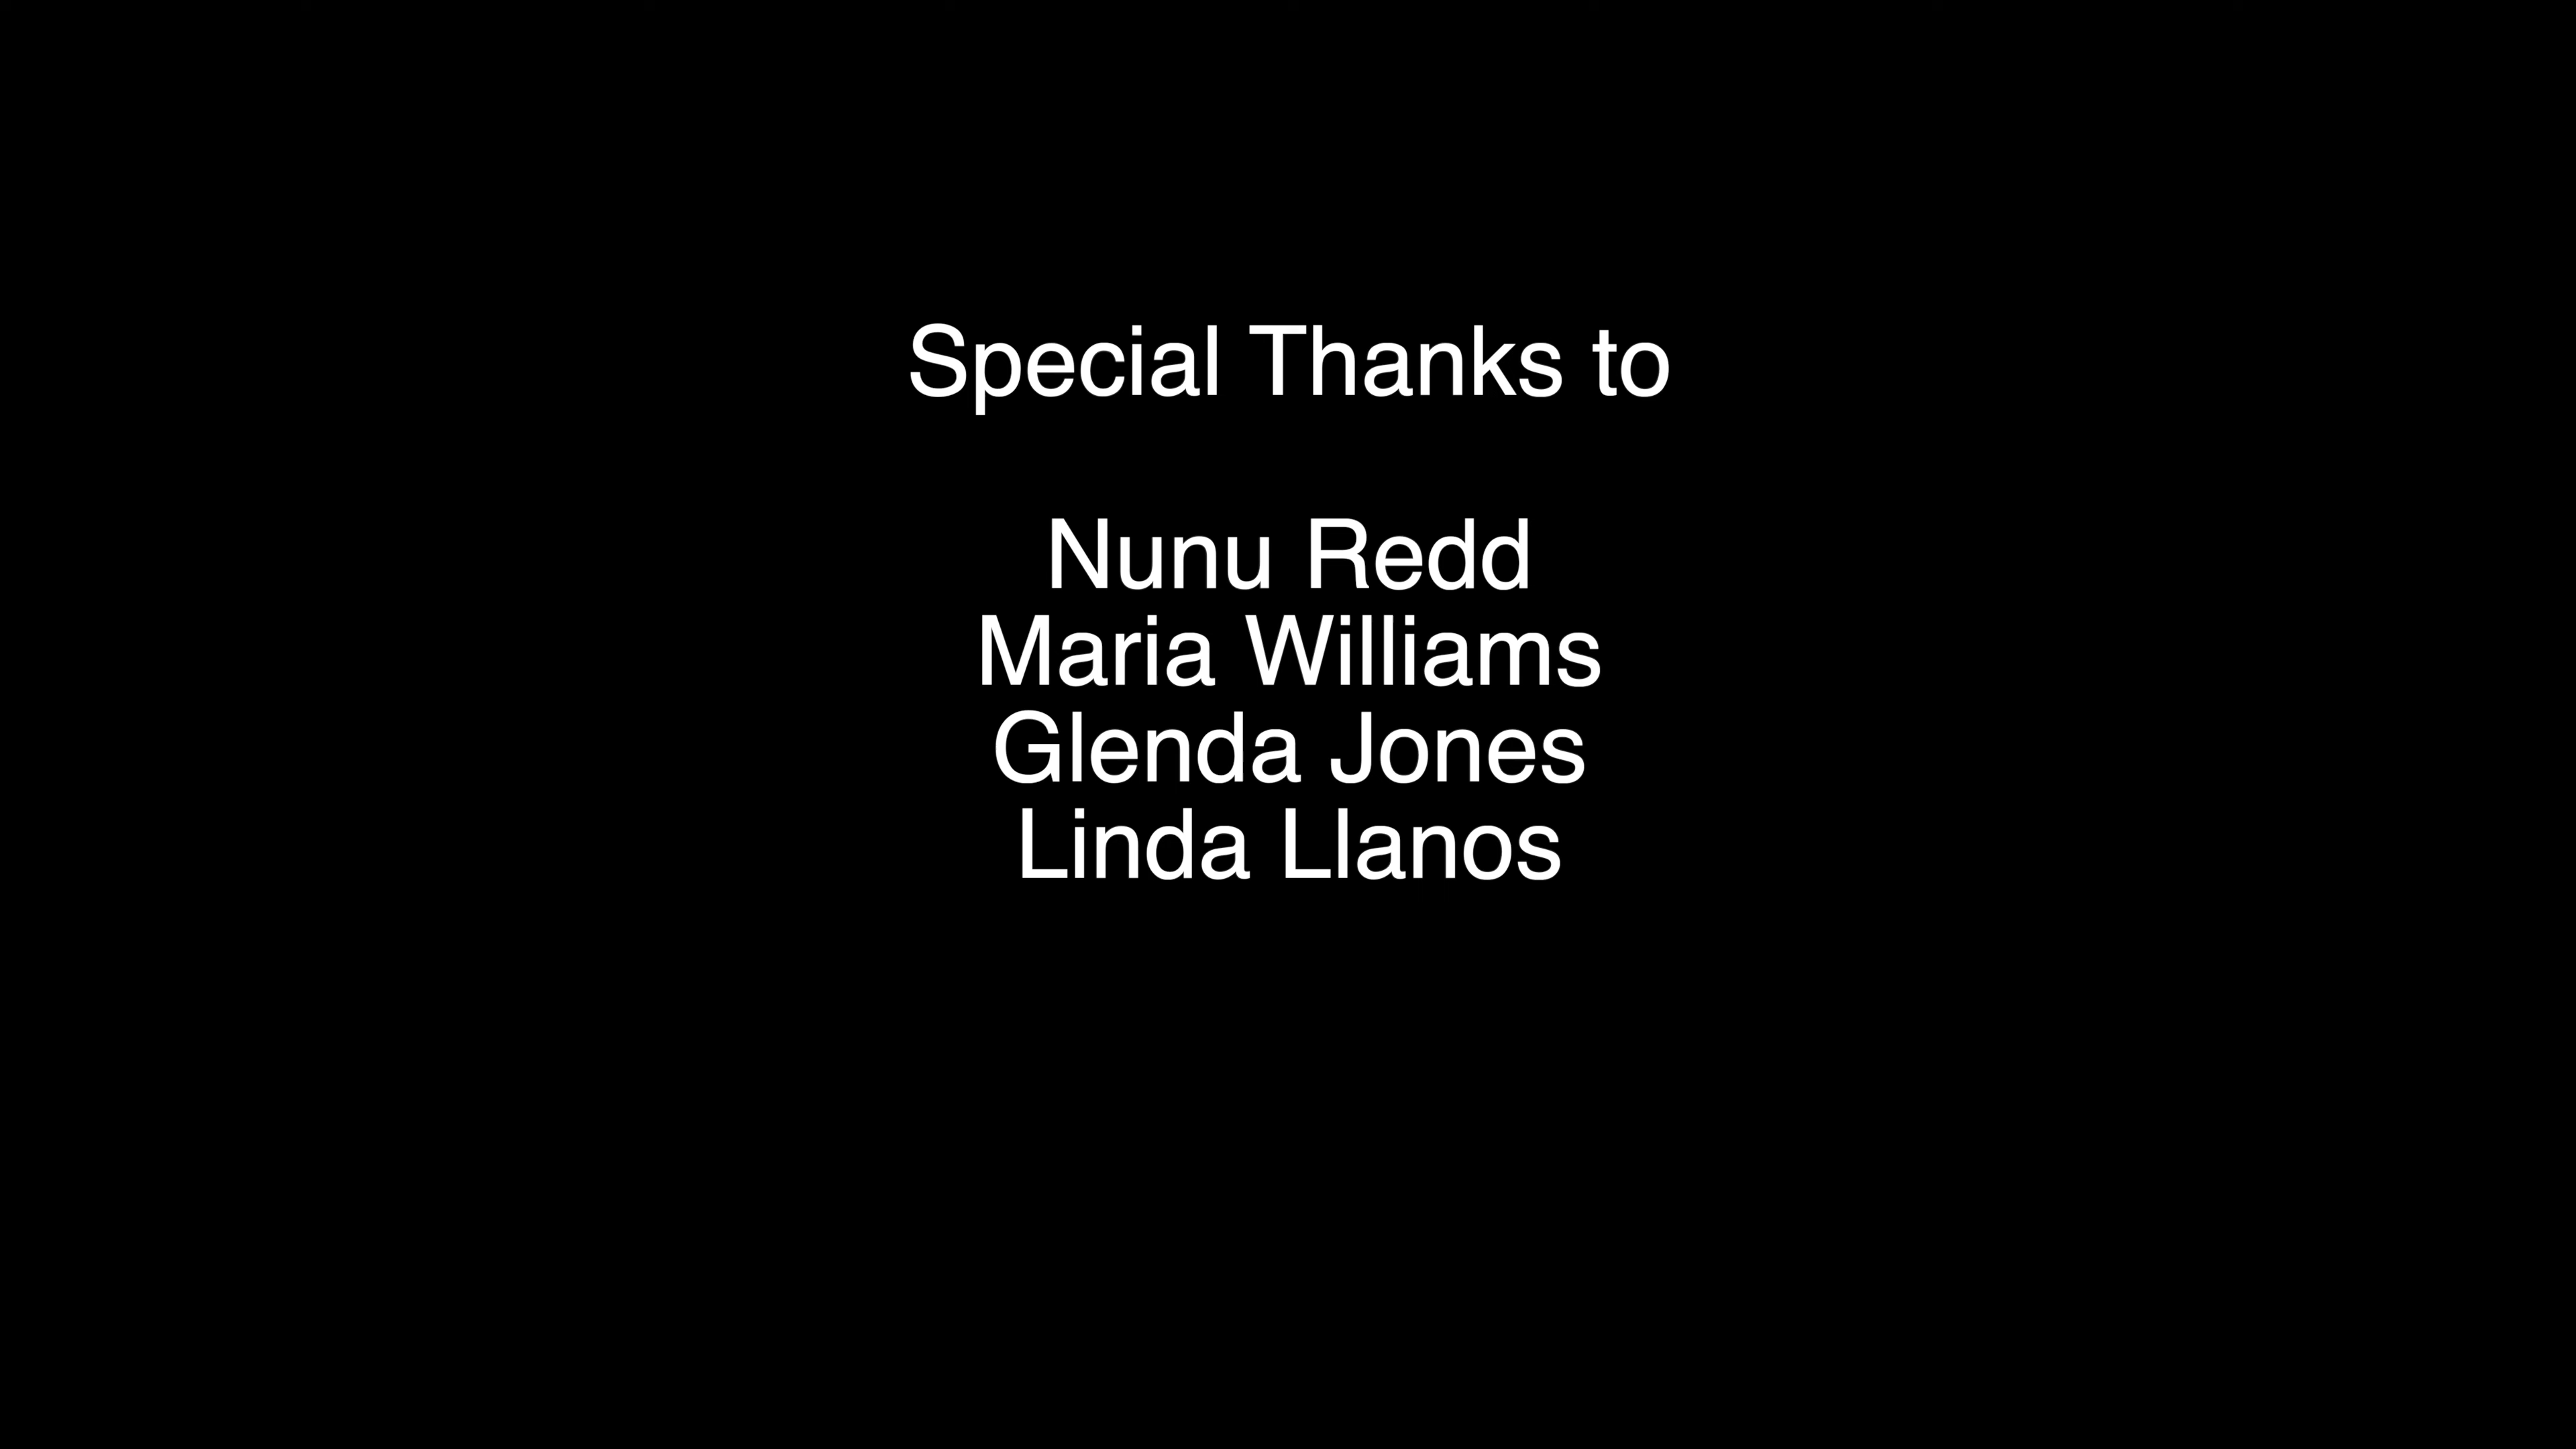 Special Thanks to
Nunu Redd
Maria Williams
Glenda Jones
Linda Llanos